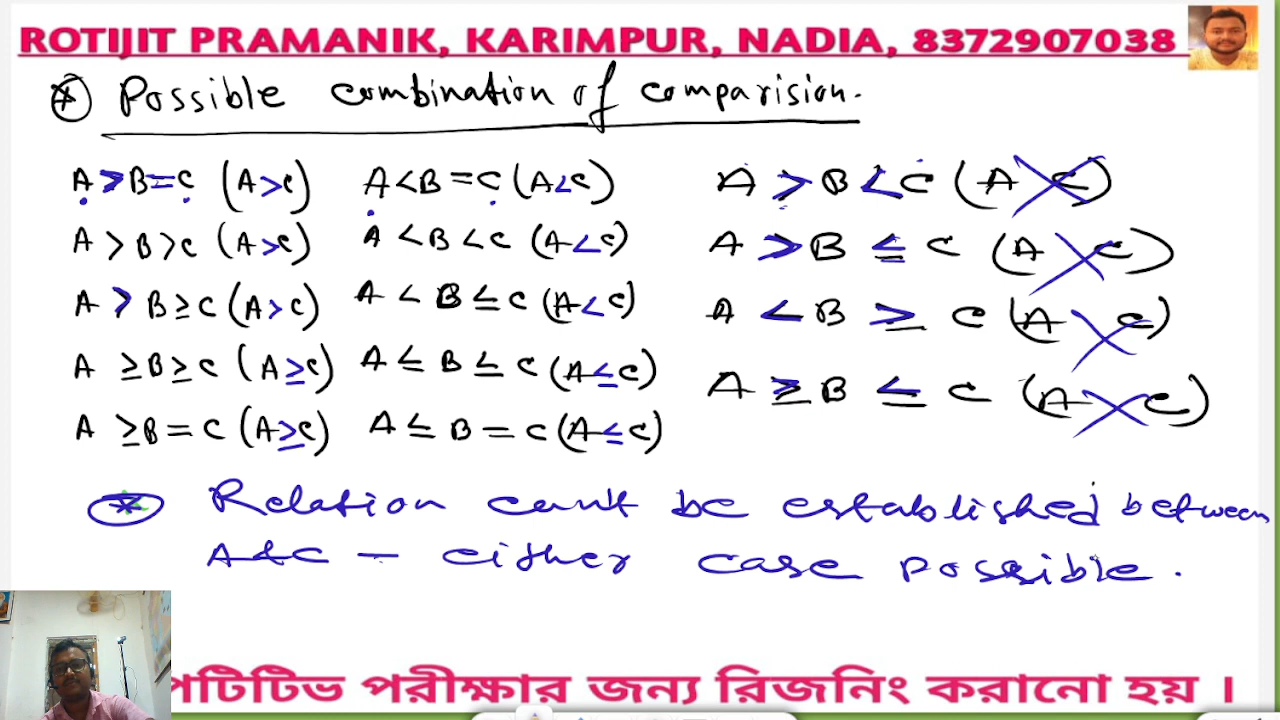 ROTIJIT PRAMANIK, KARIMPUR, NADIA, 8372907038
* Possible combination of comparision.
A > B = C (A > C) A < B = C (A < C) A > B < C (A C)
A > B > C (A > C) A < B < C (A < C) A > B ≤ C (A C)
A > B ≥ C (A > C) A < B ≤ C (A < C) A < B ≥ C (A C)
A ≥ B ≥ C (A ≥ C) A ≤ B ≤ C (A ≤ C) A ≥ B ≤ C (A C)
A ≥ B = C (A ≥ C) A ≤ B = C (A ≤ C)
* Relation can't be established between
A & C - either case possible.
পটিটিভ পরীক্ষার জন্য রিজনিং করানো হয় ।